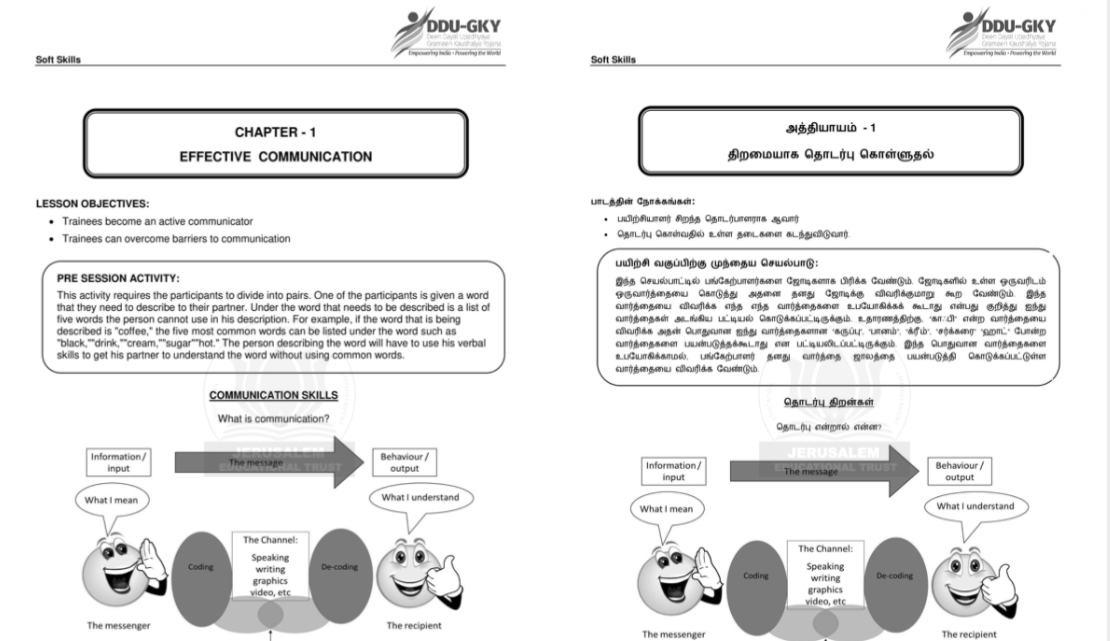 DDU-GKY
Deen Dayal Upadhyaya
Grameen Kaushalya Yojana
Empowering India - Powering the World
Soft Skills
CHAPTER - 1
EFFECTIVE COMMUNICATION
LESSON OBJECTIVES:
• Trainees become an active communicator
• Trainees can overcome barriers to communication
PRE SESSION ACTIVITY:
This activity requires the participants to divide into pairs. One of the participants is given a word
that they need to describe to their partner. Under the word that needs to be described is a list of
five words the person cannot use in his description. For example, if the word that is being
described is "coffee," the five most common words can be listed under the word such as
"black,""drink,""cream,""sugar""hot." The person describing the word will have to use his verbal
skills to get his partner to understand the word without using common words.
COMMUNICATION SKILLS
What is communication?
JERUSALEM
EDUCATIONAL TRUST
Information /
input
The message
Behaviour /
output
What I mean
What I understand
Coding
The Channel:
Speaking
writing
graphics
video, etc
De-coding
The messenger
The recipient
DDU-GKY
Deen Dayal Upadhyaya
Grameen Kaushalya Yojana
Empowering India - Powering the World
Soft Skills
அத்தியாயம் - 1
திறமையாக தொடர்பு கொள்ளுதல்
பாடத்தின் நோக்கங்கள்:
• பயிற்சியாளர் சிறந்த தொடர்பாளராக ஆவார்
• தொடர்பு கொள்வதில் உள்ள தடைகளை கடந்துவிடுவார்.
பயிற்சி வகுப்பிற்கு முந்தைய செயல்பாடு:
இந்த செயல்பாட்டில் பங்கேற்பாளர்களை ஜோடிகளாக பிரிக்க வேண்டும். ஜோடிகளில் உள்ள ஒருவரிடம்
ஒருவார்த்தையை கொடுத்து அதனை தனது ஜோடிக்கு விவரிக்குமாறு கூற வேண்டும். இந்த
வார்த்தையை விவரிக்க எந்த எந்த வார்த்தைகளை உபயோகிக்கக் கூடாது என்பது குறித்து ஐந்து
வார்த்தைகள் அடங்கிய பட்டியல் கொடுக்கப்பட்டிருக்கும். உதாரணத்திற்கு, 'காஃபி' என்ற வார்த்தையை
விவரிக்க அதன் பொதுவான ஐந்து வார்த்தைகளான 'கருப்பு', 'பானம்', 'க்ரீம்', 'சர்க்கரை' 'ஹாட்' போன்ற
வார்த்தைகளை பயன்படுத்தக்கூடாது என பட்டியலிடப்பட்டிருக்கும். இந்த பொதுவான வார்த்தைகளை
உபயோகிக்காமல், பங்கேற்பாளர் தனது வார்த்தை ஜாலத்தை பயன்படுத்தி கொடுக்கப்பட்டுள்ள
வார்த்தையை விவரிக்க வேண்டும்.
தொடர்பு திறன்கள்
தொடர்பு என்றால் என்ன?
JERUSALEM
EDUCATIONAL TRUST
Information /
input
The message
Behaviour /
output
What I mean
What I understand
Coding
The Channel:
Speaking
writing
graphics
video, etc
De-coding
The messenger
The recipient